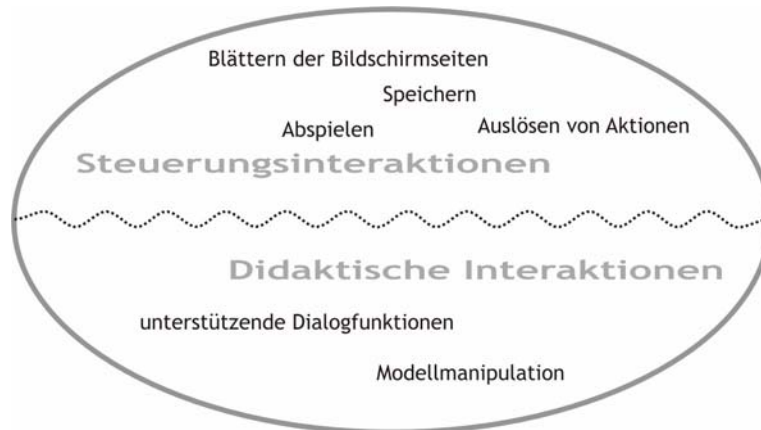 Blättern der Bildschirmseiten
Speichern
Abspielen
Auslösen von Aktionen
Steuerungsinteraktionen
Didaktische Interaktionen
unterstützende Dialogfunktionen
Modellmanipulation